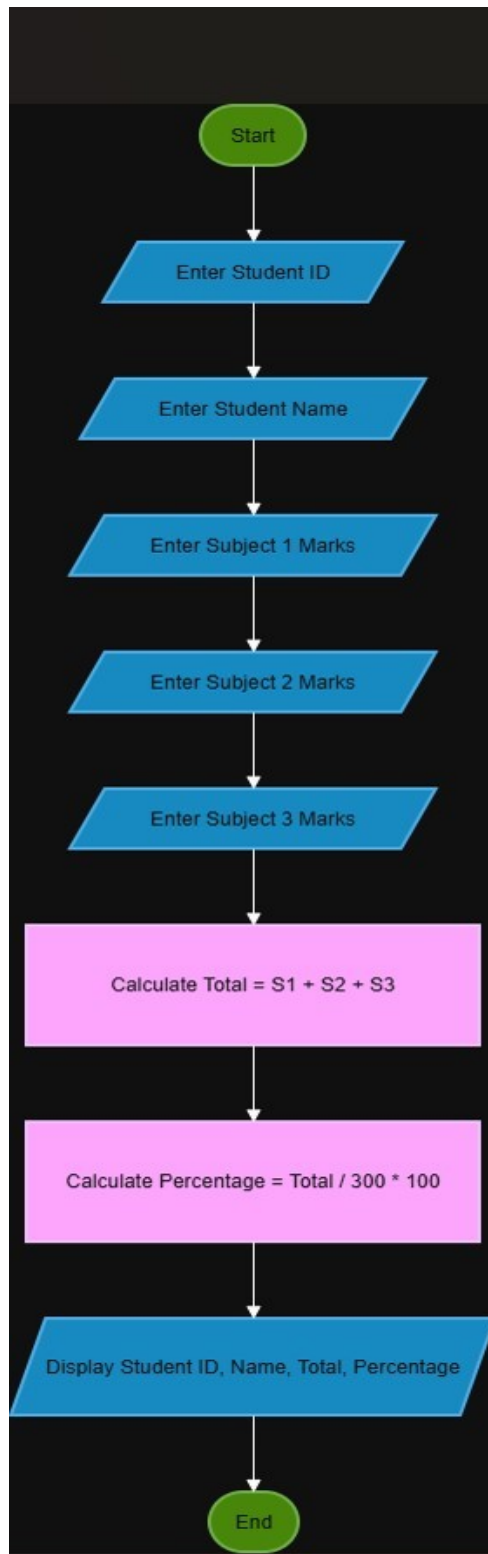 Start
Enter Student ID
Enter Student Name
Enter Subject 1 Marks
Enter Subject 2 Marks
Enter Subject 3 Marks
Calculate Total = S1 + S2 + S3
Calculate Percentage = Total / 300 * 100
Display Student ID, Name, Total, Percentage
End